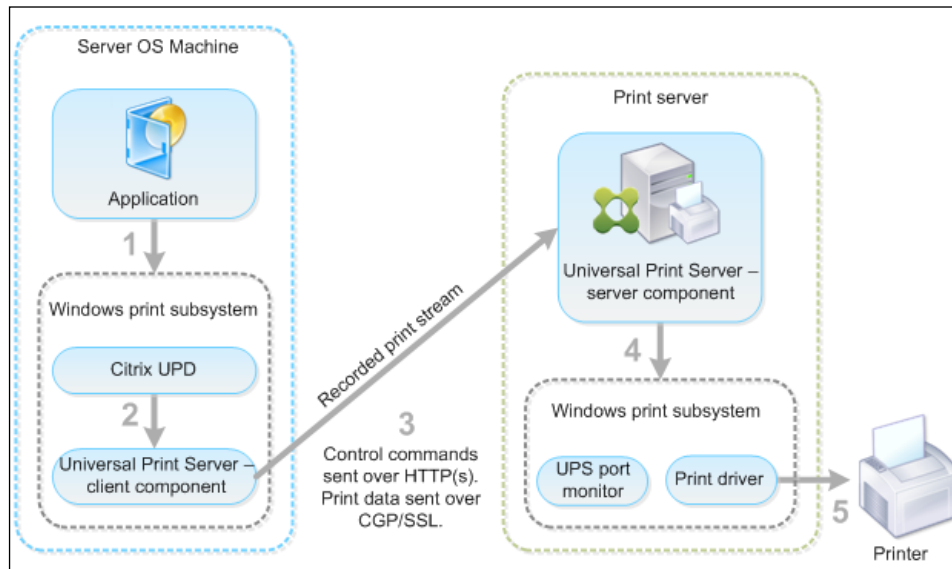 Server OS Machine
Application
1
Windows print subsystem
Citrix UPD
2
Universal Print Server –
client component
Recorded print stream
3
Control commands
sent over HTTP(s).
Print data sent over
CGP/SSL.
Print server
Universal Print Server –
server component
4
Windows print subsystem
UPS port
monitor
Print driver
5
Printer